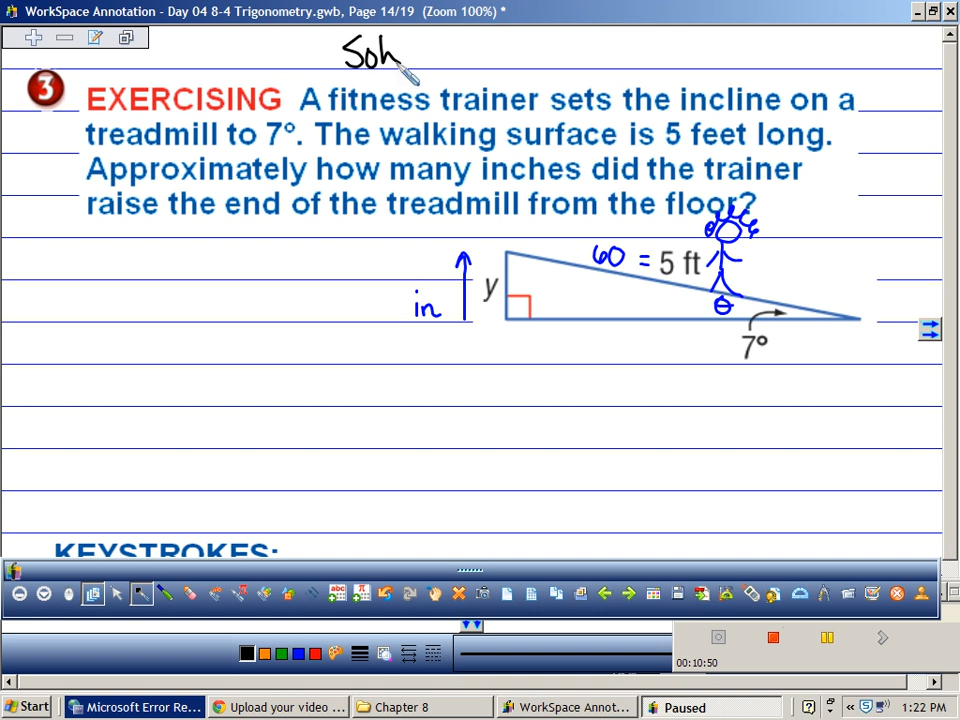 WorkSpace Annotation - Day 04 8-4 Trigonometry.gwb, Page 14/19 (Zoom 100%) *
Soh
3 EXERCISING A fitness trainer sets the incline on a
treadmill to 7°. The walking surface is 5 feet long.
Approximately how many inches did the trainer
raise the end of the treadmill from the floor?
60 = 5 ft
in y
7°
KEYSTROKES:
abc π
00:10:50
Start Microsoft Error Re... Upload your video ... Chapter 8 WorkSpace Annot... Paused ? « S 1:22 PM